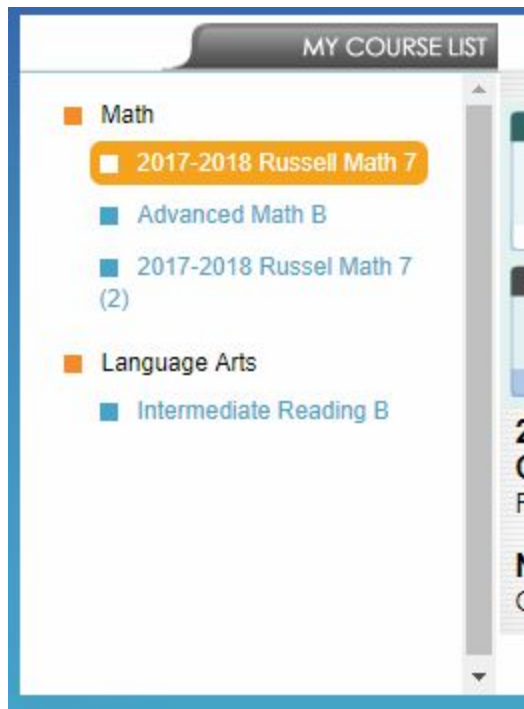 MY COURSE LIST
Math
2017-2018 Russell Math 7
Advanced Math B
2017-2018 Russel Math 7
(2)
Language Arts
Intermediate Reading B